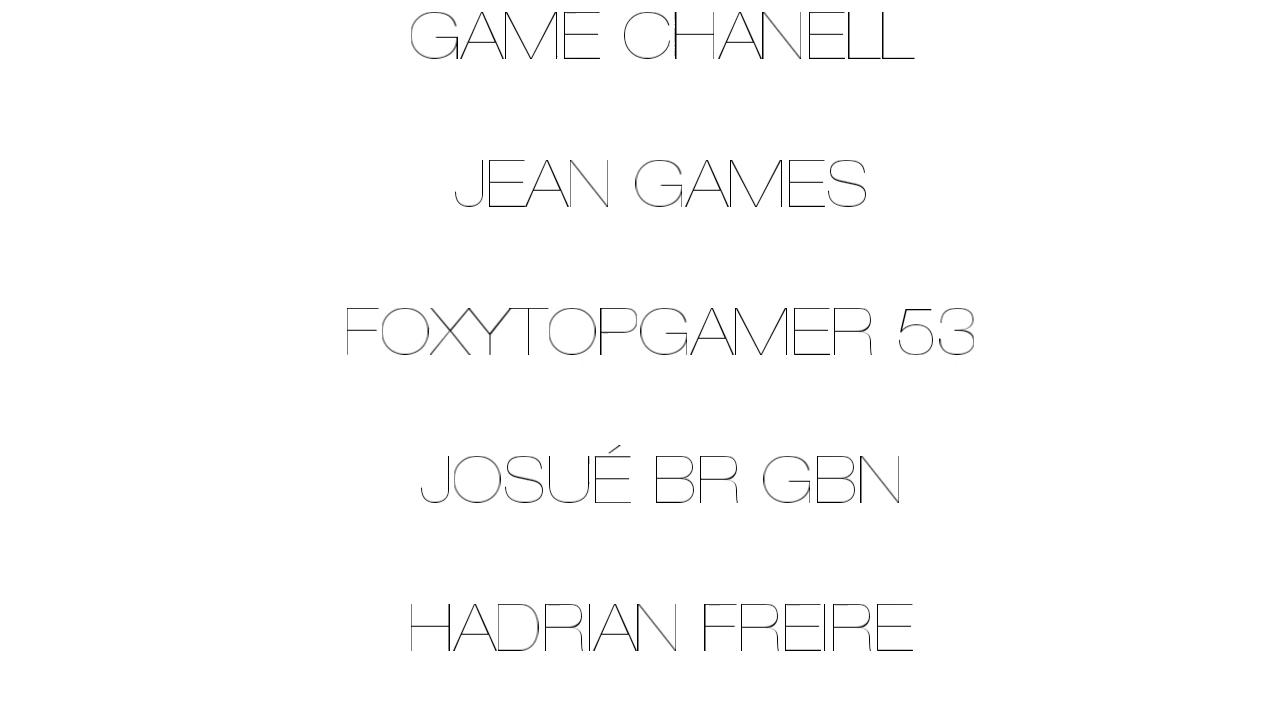 GAME CHANELL
JEAN GAMES
FOXYTOPGAMER 53
JOSUÉ BR GBN
HADRIAN FREIRE